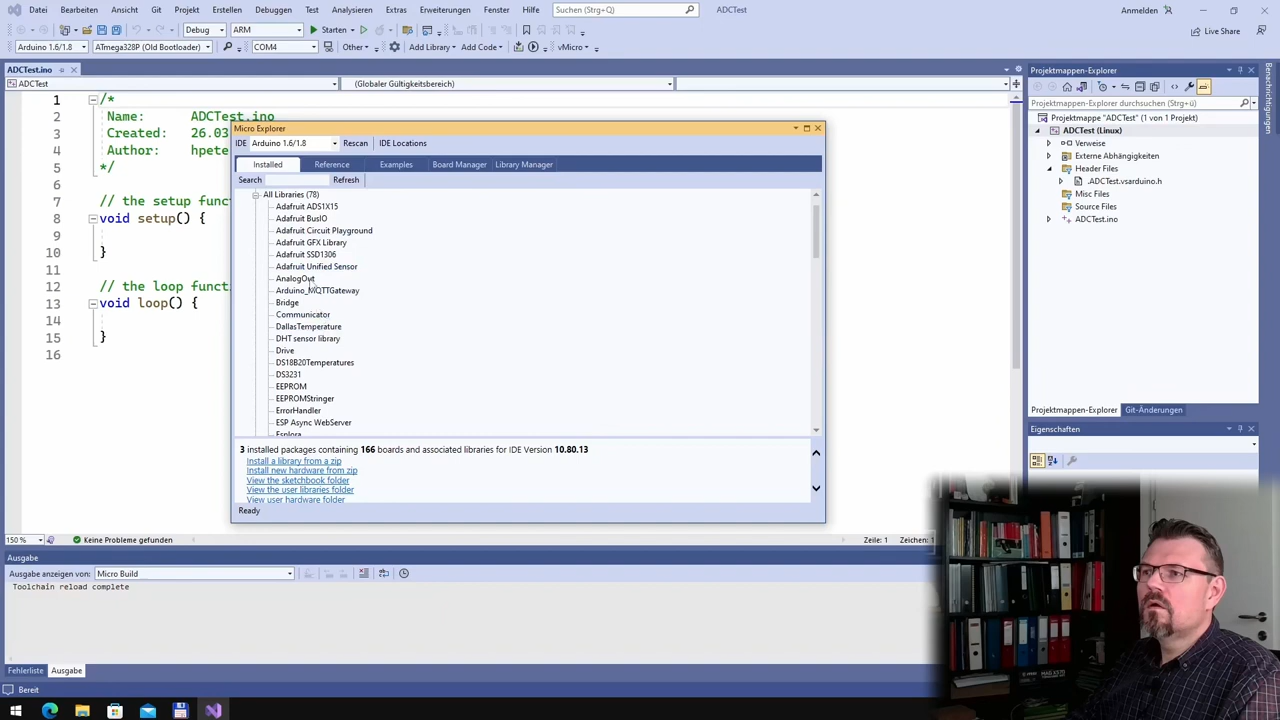 Datei Bearbeiten Ansicht Git Projekt Erstellen Debuggen Test Analysieren Extras Erweiterungen Fenster Hilfe Suchen (Strg+Q) ADCTest Anmelden
Debug ARM Starten Live Share
Arduino 1.6/1.8 ATmega328P (Old Bootloader) COM4 Other Add Library Add Code vMicro
ADCTest.ino
ADCTest (Globaler Gültigkeitsbereich)
1 /*
2 Name: ADCTest.ino
3 Created: 26.03
4 Author: hpete
5 */
6
7 // the setup fun
8 void setup() {
9
10 }
11
12 // the loop funct
13 void loop() {
14
15 }
16
Micro Explorer
IDE Arduino 1.6/1.8 Rescan IDE Locations
Installed Reference Examples Board Manager Library Manager
Search Refresh
All Libraries (78)
Adafruit ADS1X15
Adafruit BusIO
Adafruit Circuit Playground
Adafruit GFX Library
Adafruit SSD1306
Adafruit Unified Sensor
AnalogOut
Arduino_MQTTGateway
Bridge
Communicator
DallasTemperature
DHT sensor library
Drive
DS18B20Temperatures
DS3231
EEPROM
EEPROMStringer
ErrorHandler
ESP Async WebServer
Esplora
3 installed packages containing 166 boards and associated libraries for IDE Version 10.80.13
Install a library from a zip
Install new hardware from zip
View the sketchbook folder
View the user libraries folder
View user hardware folder
Ready
150 % Keine Probleme gefunden Zeile: 1 Zeichen:
Ausgabe
Ausgabe anzeigen von: Micro Build
Toolchain reload complete
Fehlerliste Ausgabe
Bereit
Projektmappen-Explorer
Projektmappen-Explorer durchsuchen (Strg+ü)
Projektmappe "ADCTest" (1 von 1 Projekt)
ADCTest (Linux)
Verweise
Externe Abhängigkeiten
Header Files
.ADCTest.vsarduino.h
Misc Files
Source Files
ADCTest.ino
Projektmappen-Explorer Git-Änderungen
Eigenschaften
Benachrichtigungen